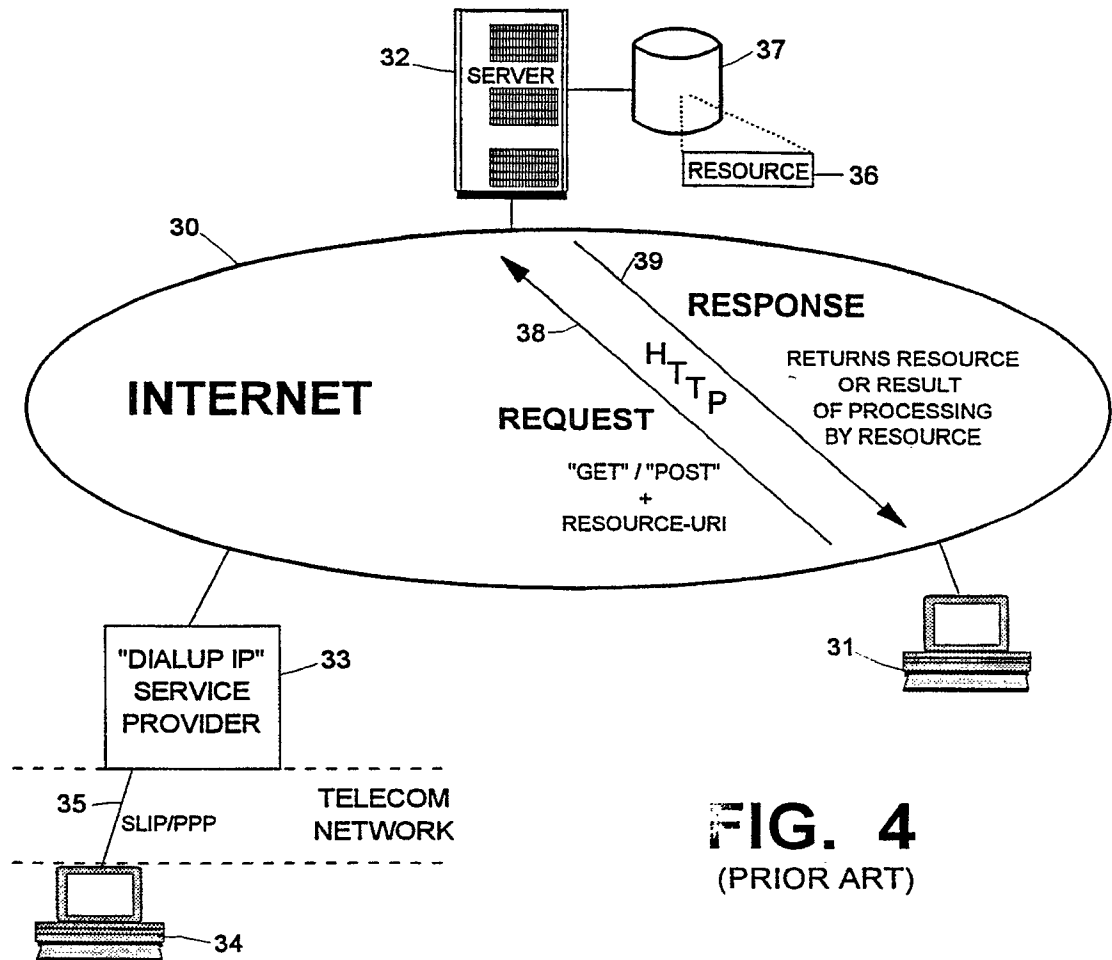 32
SERVER
37
RESOURCE
36
30
39
RESPONSE
38
HTTP
RETURNS RESOURCE
OR RESULT
OF PROCESSING
BY RESOURCE
INTERNET
REQUEST
"GET" / "POST"
+
RESOURCE-URI
"DIALUP IP"
SERVICE
PROVIDER
33
31
35
SLIP/PPP
TELECOM
NETWORK
34
FIG. 4
(PRIOR ART)